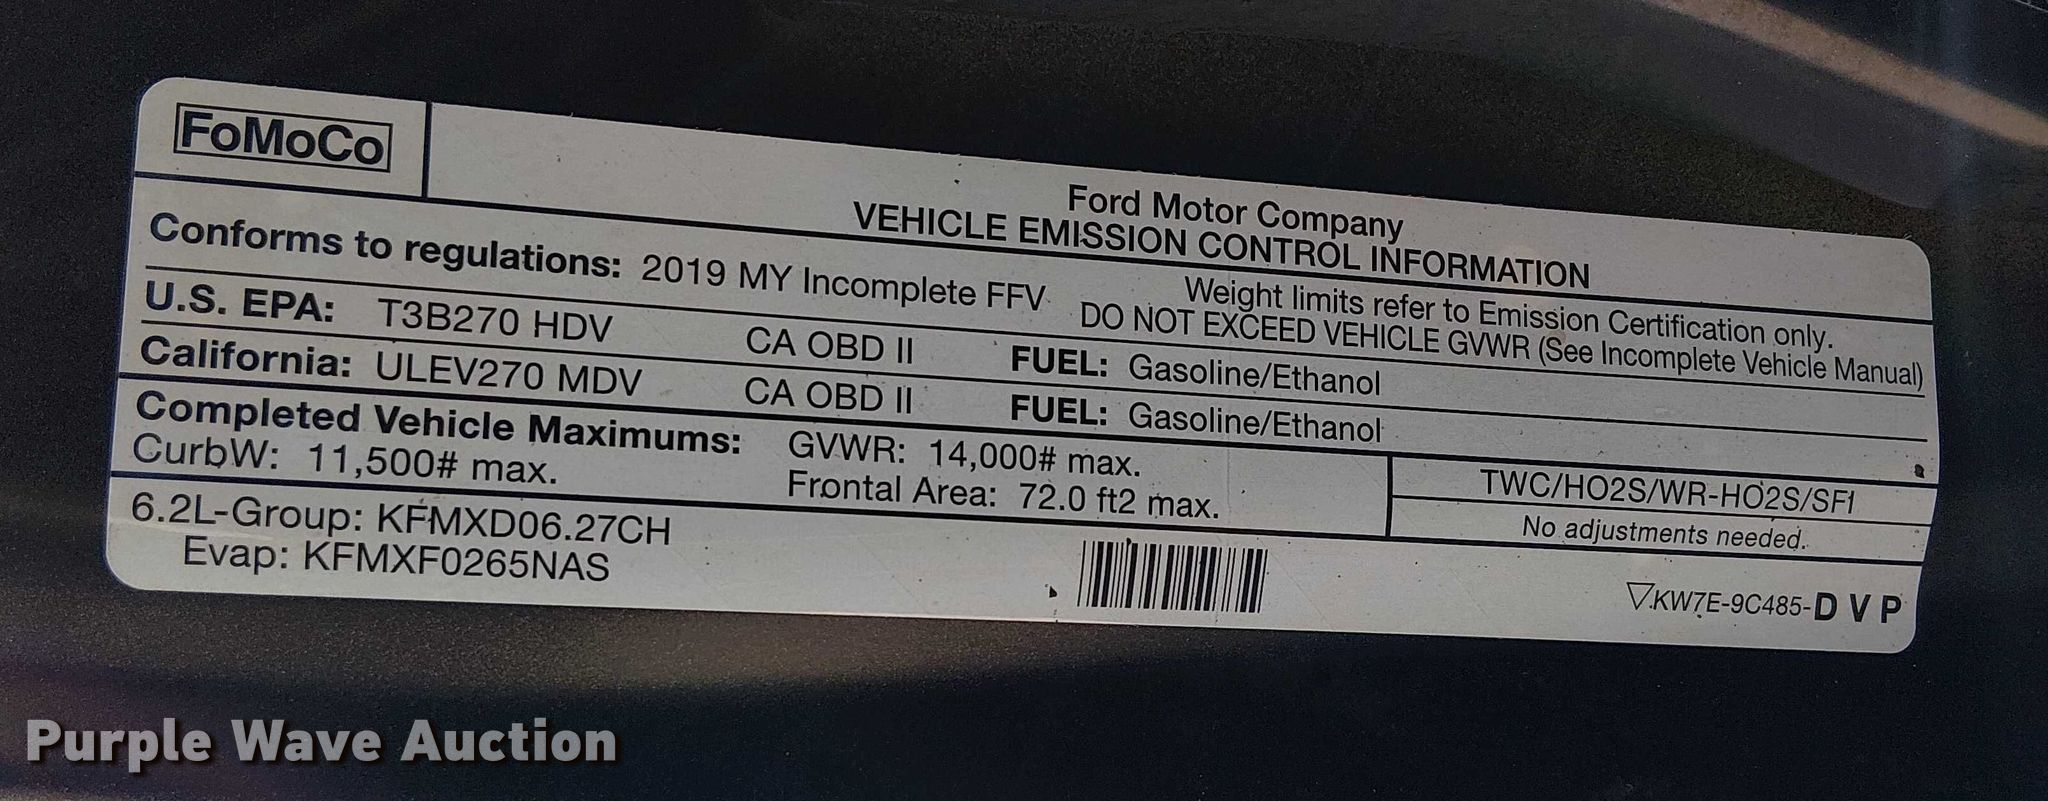 FoMoCo
Ford Motor Company
VEHICLE EMISSION CONTROL INFORMATION
Conforms to regulations: 2019 MY Incomplete FFV
Weight limits refer to Emission Certification only.
DO NOT EXCEED VEHICLE GVWR (See Incomplete Vehicle Manual)
U.S. EPA: T3B270 HDV CA OBD II FUEL: Gasoline/Ethanol
California: ULEV270 MDV CA OBD II FUEL: Gasoline/Ethanol
Completed Vehicle Maximums: GVWR: 14,000# max.
CurbW: 11,500# max. Frontal Area: 72.0 ft2 max.
TWC/HO2S/WR-HO2S/SFI
No adjustments needed.
6.2L-Group: KFMXD06.27CH
Evap: KFMXF0265NAS
KW7E-9C485-DVP
Purple Wave Auction